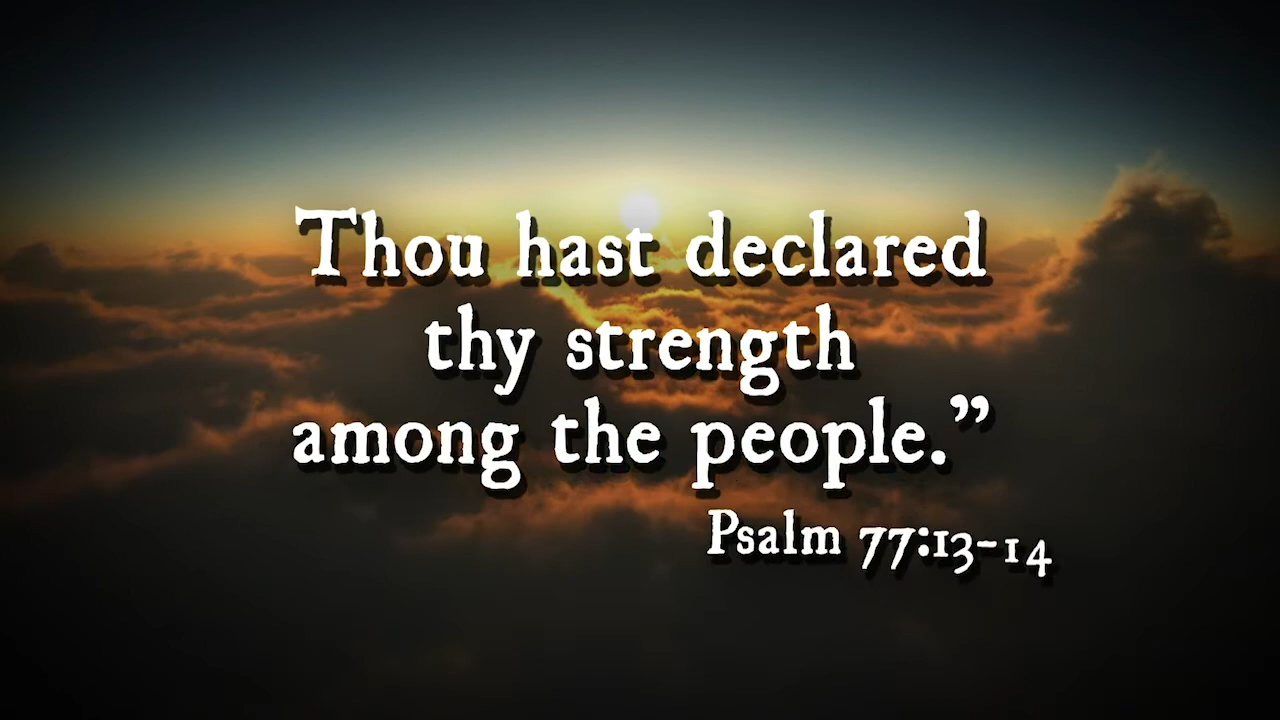 Thou hast declared
thy strength
among the people.”
Psalm 77:13-14